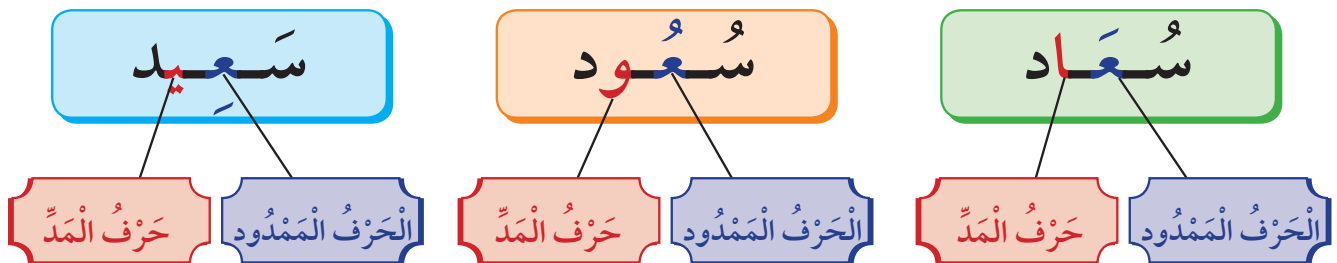 سُعَاد
سُعُود
سَعِيد
حَرْفُ الْمَدِّ
الْحَرْفُ الْمَمْدُود
حَرْفُ الْمَدِّ
الْحَرْفُ الْمَمْدُود
حَرْفُ الْمَدِّ
الْحَرْفُ الْمَمْدُود